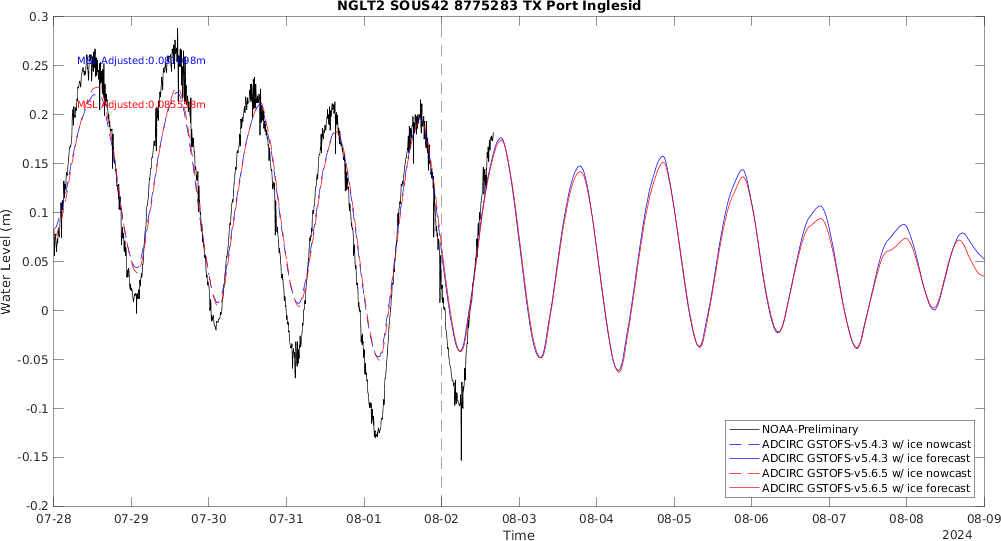 NGLT2 SOUS42 8775283 TX Port Inglesid
0.3
0.25
0.2
0.15
0.1
0.05
0
-0.05
-0.1
-0.15
-0.2
Water Level (m)
Adjusted:
MSL Adjusted:
NOAA-Preliminary
ADCIRC GSTOFS-v5.4.3 w/ ice nowcast
ADCIRC GSTOFS-v5.4.3 w/ ice forecast
ADCIRC GSTOFS-v5.6.5 w/ ice nowcast
ADCIRC GSTOFS-v5.6.5 w/ ice forecast
07-28 07-29 07-30 07-31 08-01 08-02 08-03 08-04 08-05 08-06 08-07 08-08 08-09
Time
2024